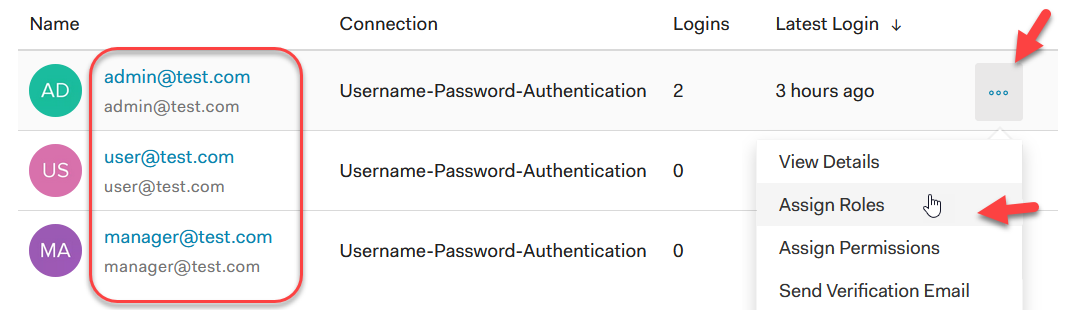 Name Connection Logins Latest Login ↓
AD admin@test.com
admin@test.com
Username-Password-Authentication 2 3 hours ago
US user@test.com
user@test.com
Username-Password-Authentication 0
MA manager@test.com
manager@test.com
Username-Password-Authentication 0
View Details
Assign Roles
Assign Permissions
Send Verification Email